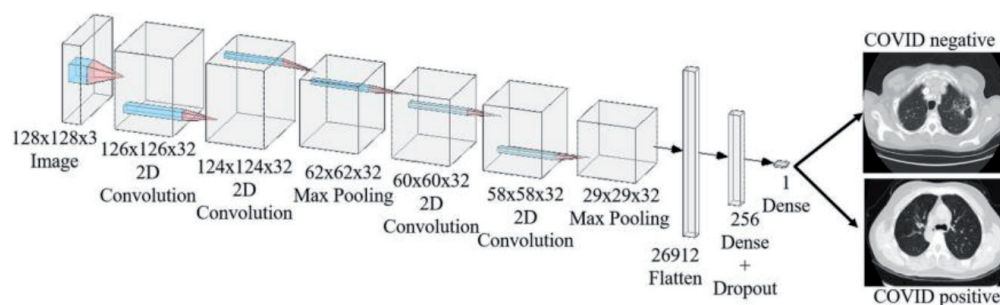 COVID negative
128x128x3
Image
126x126x32
2D
Convolution
124x124x32
2D
Convolution
62x62x32
Max Pooling
60x60x32
2D
Convolution
58x58x32
2D
Convolution
29x29x32
Max Pooling
26912
Flatten
256
Dense
+
Dropout
1
Dense
COVID positive